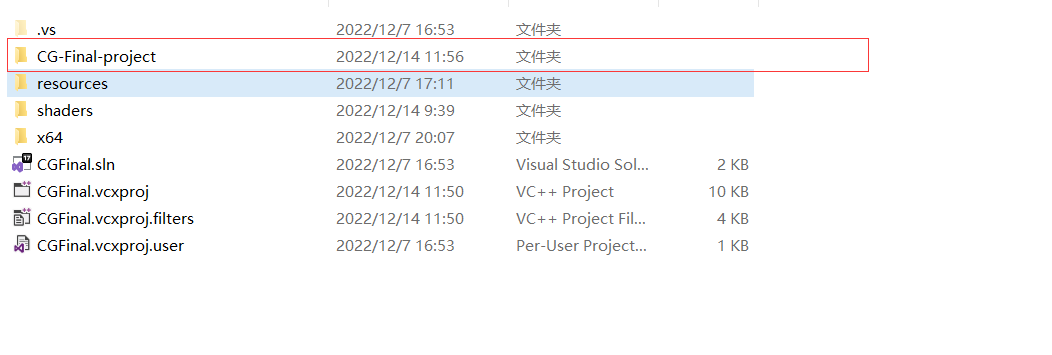 .vs 2022/12/7 16:53 文件夹
CG-Final-project 2022/12/14 11:56 文件夹
resources 2022/12/7 17:11 文件夹
shaders 2022/12/14 9:39 文件夹
x64 2022/12/7 20:07 文件夹
CGFinal.sln 2022/12/7 16:53 Visual Studio Sol... 2 KB
CGFinal.vcxproj 2022/12/14 11:50 VC++ Project 10 KB
CGFinal.vcxproj.filters 2022/12/14 11:50 VC++ Project Fil... 4 KB
CGFinal.vcxproj.user 2022/12/7 16:53 Per-User Project... 1 KB